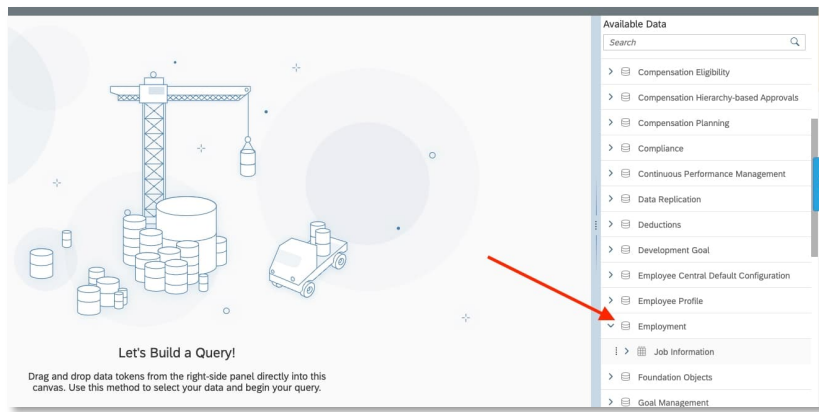 Available Data
Search
Compensation Eligibility
Compensation Hierarchy-based Approvals
Compensation Planning
Compliance
Continuous Performance Management
Data Replication
Deductions
Development Goal
Employee Central Default Configuration
Employee Profile
Employment
Job Information
Foundation Objects
Goal Management
Let's Build a Query!
Drag and drop data tokens from the right-side panel directly into this
canvas. Use this method to select your data and begin your query.